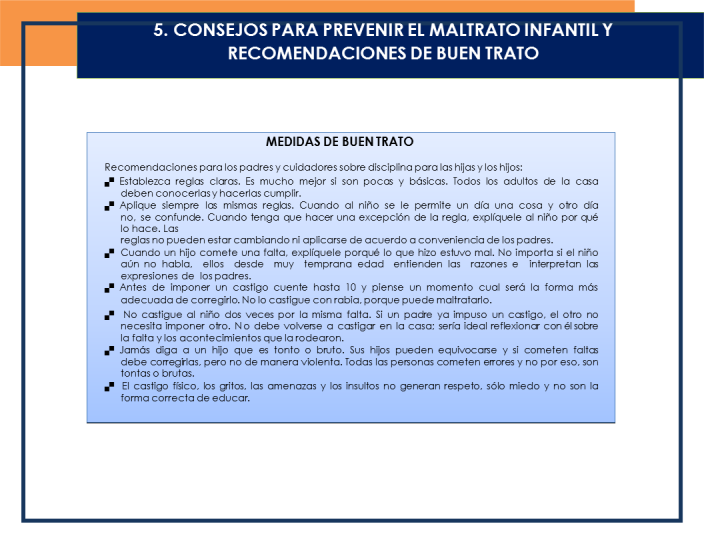 5. CONSEJOS PARA PREVENIR EL MALTRATO INFANTIL Y
RECOMENDACIONES DE BUEN TRATO
MEDIDAS DE BUEN TRATO
Recomendaciones para los padres y cuidadores sobre disciplina para las hijas y los hijos:
Establezca reglas claras. Es mucho mejor si son pocas y básicas. Todos los adultos de la casa
deben conocerlas y hacerlas cumplir.
Aplique siempre las mismas reglas. Cuando al niño se le permite un día una cosa y otro día
no, se confunde. Cuando tenga que hacer una excepción de la regla, explíquele al niño por qué
lo hace. Las
reglas no pueden estar cambiando ni aplicarse de acuerdo a conveniencia de los padres.
Cuando un hijo comete una falta, explíquele porqué lo que hizo estuvo mal. No importa si el niño
aún no habla, ellos desde muy temprana edad entienden las razones e interpretan las
expresiones de los padres.
Antes de imponer un castigo cuente hasta 10 y piense un momento cual será la forma más
adecuada de corregirlo. No lo castigue con rabia, porque puede maltratarlo.
No castigue al niño dos veces por la misma falta. Si un padre ya impuso un castigo, el otro no
necesita imponer otro. No debe volverse a castigar en la casa; sería ideal reflexionar con él sobre
la falta y los acontecimientos que la rodearon.
Jamás diga a un hijo que es tonto o bruto. Sus hijos pueden equivocarse y si cometen faltas
debe corregirlas, pero no de manera violenta. Todas las personas cometen errores y no por eso, son
tontas o brutas.
El castigo físico, los gritos, las amenazas y los insultos no generan respeto, sólo miedo y no son la
forma correcta de educar.